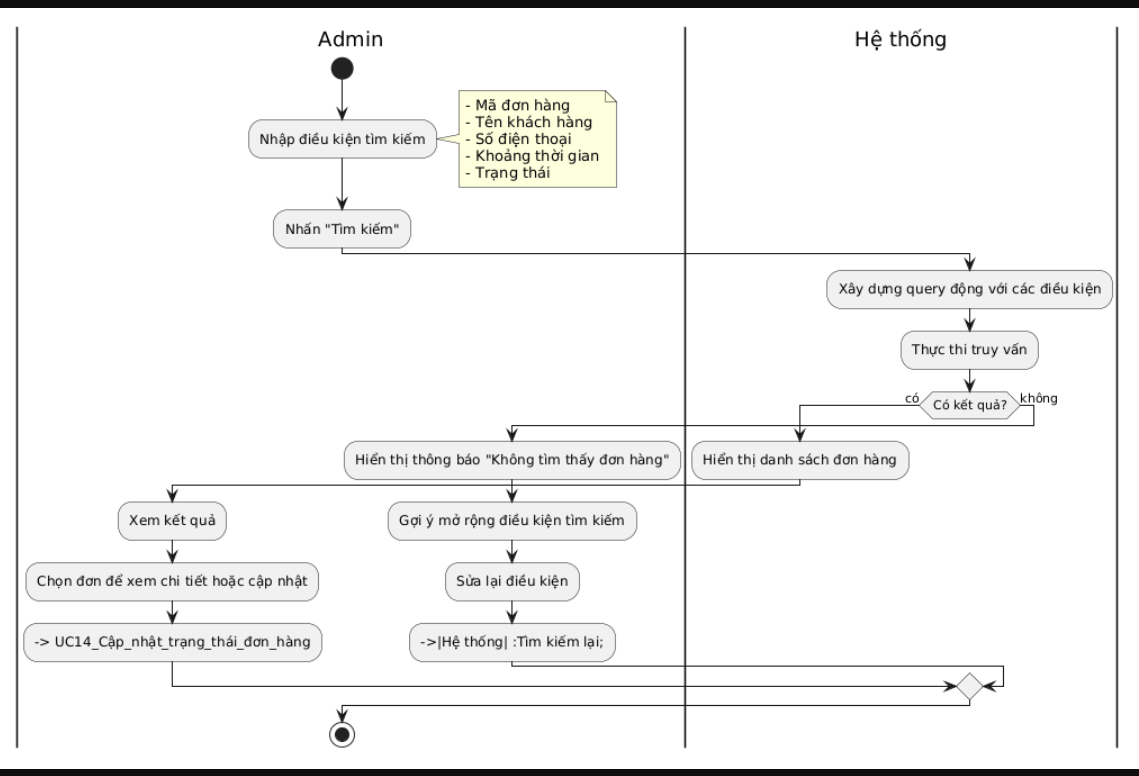 Admin
Hệ thống
- Mã đơn hàng
- Tên khách hàng
- Số điện thoại
- Khoảng thời gian
- Trạng thái
Nhập điều kiện tìm kiếm
Nhấn "Tìm kiếm"
Xây dựng query động với các điều kiện
Thực thi truy vấn
có
Có kết quả?
không
Hiển thị thông báo "Không tìm thấy đơn hàng"
Hiển thị danh sách đơn hàng
Xem kết quả
Gợi ý mở rộng điều kiện tìm kiếm
Chọn đơn để xem chi tiết hoặc cập nhật
Sửa lại điều kiện
-> UC14_Cập_nhật_trạng_thái_đơn_hàng
->|Hệ thống| :Tìm kiếm lại;